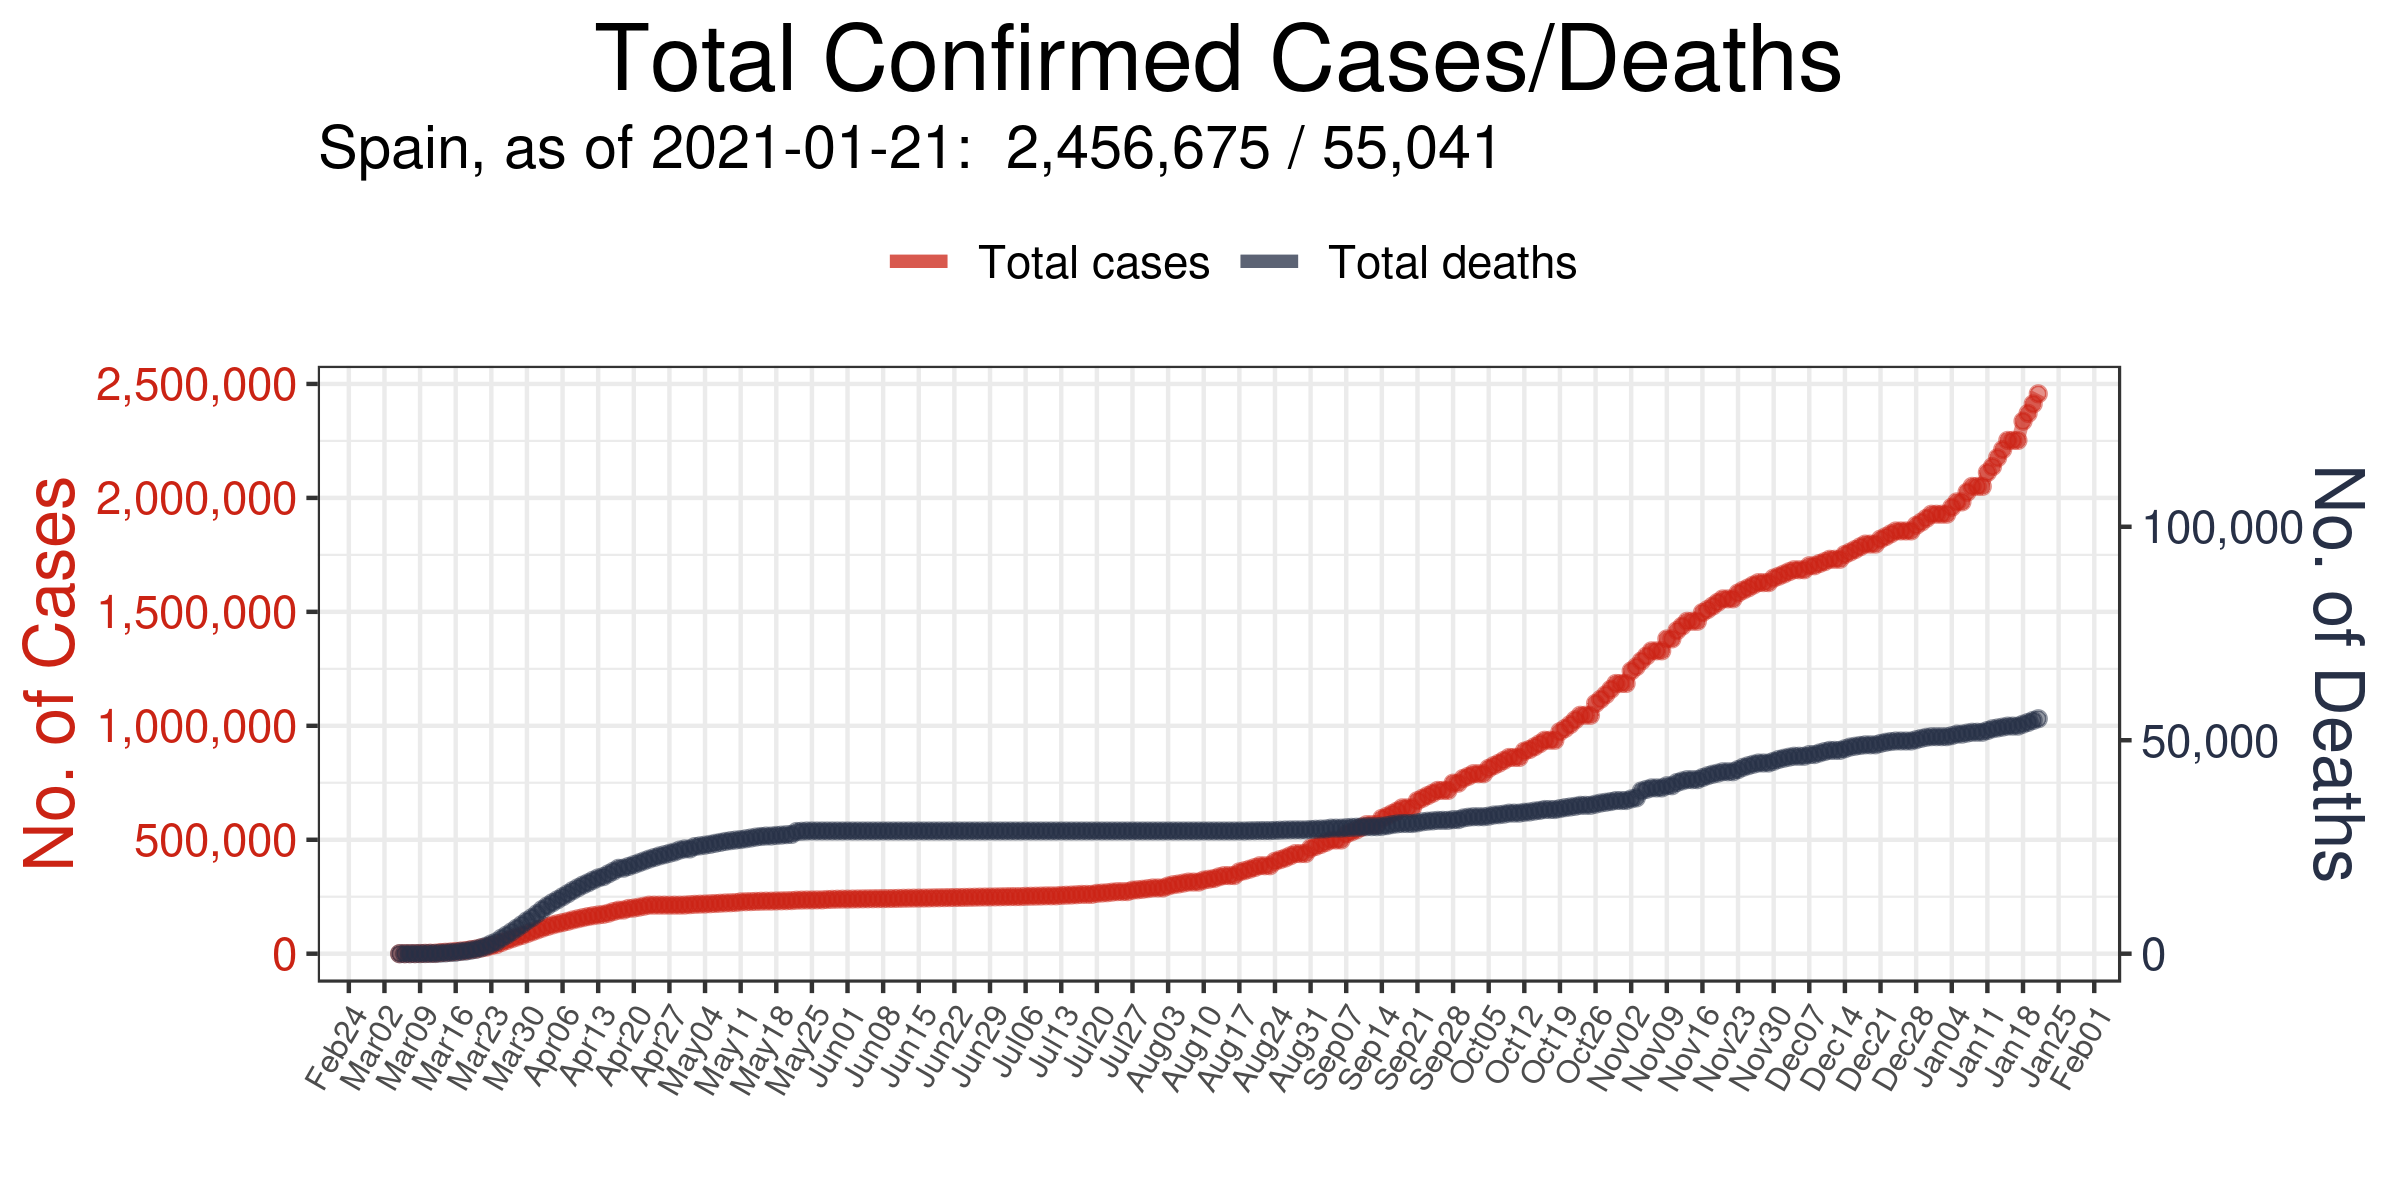 Total Confirmed Cases/Deaths
Spain, as of 2021-01-21:  2,456,675 / 55,041
Total cases
Total deaths
No. of Cases
2,500,000
2,000,000
1,500,000
1,000,000
500,000
0
100,000
50,000
0
No. of Deaths
Feb24
Mar02
Mar09
Mar16
Mar23
Mar30
Apr06
Apr13
Apr20
Apr27
May04
May11
May18
May25
Jun01
Jun08
Jun15
Jun22
Jun29
Jul06
Jul13
Jul20
Jul27
Aug03
Aug10
Aug17
Aug24
Aug31
Sep07
Sep14
Sep21
Sep28
Oct05
Oct12
Oct19
Oct26
Nov02
Nov09
Nov16
Nov23
Nov30
Dec07
Dec14
Dec21
Dec28
Jan04
Jan11
Jan18
Jan25
Feb01